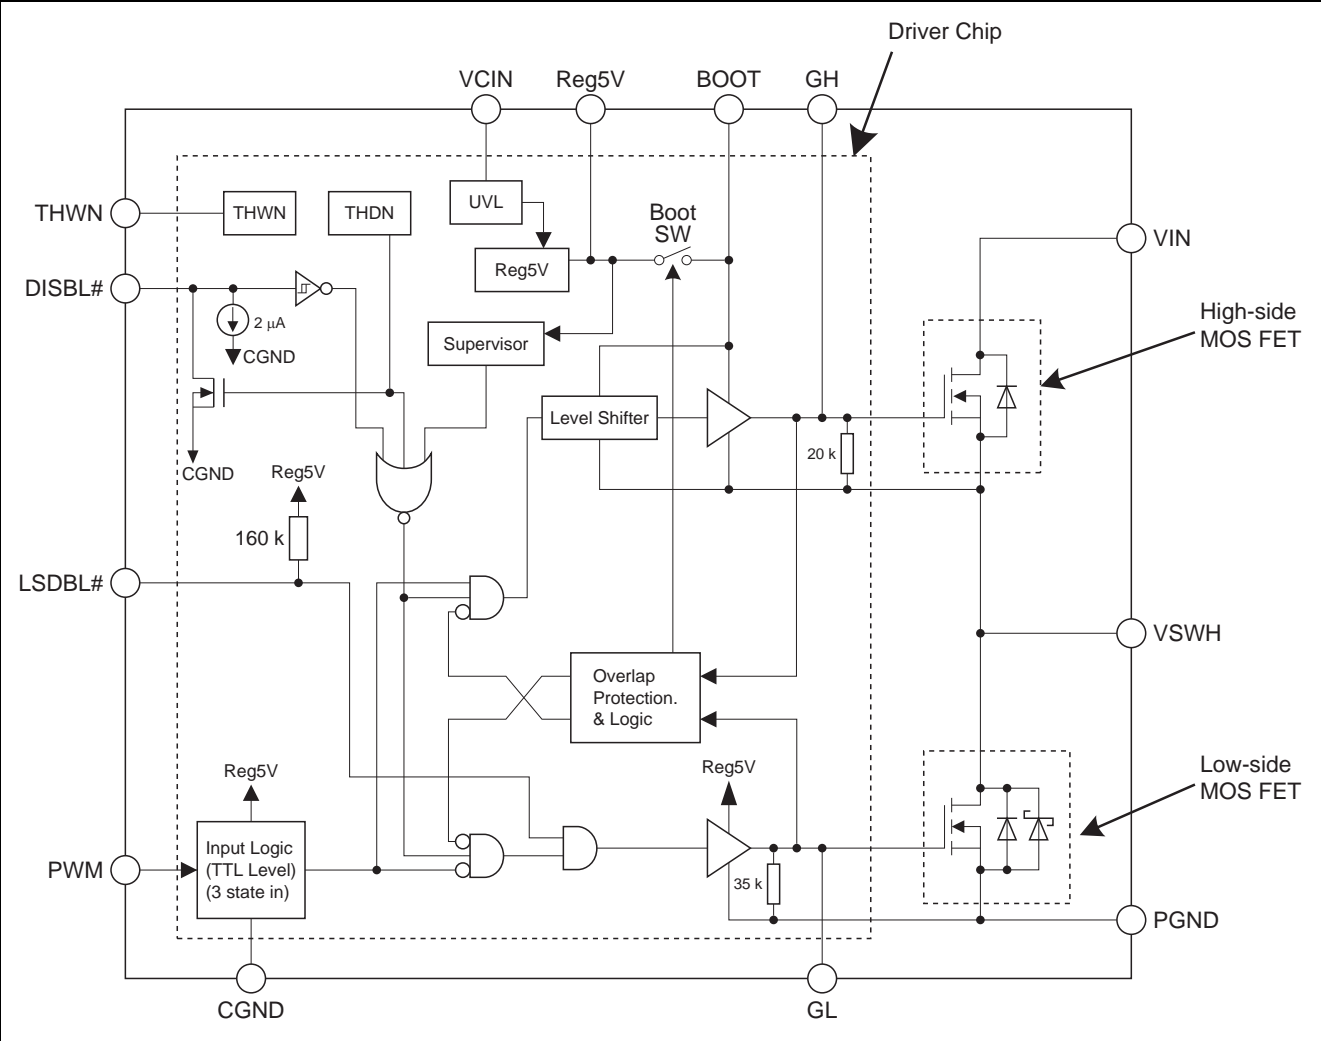 Driver Chip
VCIN
Reg5V
BOOT
GH
THWN
THWN
THDN
UVL
Boot
SW
VIN
Reg5V
DISBL#
2 µA
CGND
Supervisor
High-side
MOS FET
Level Shifter
20 k
CGND
Reg5V
160 k
LSDBL#
VSWH
Overlap
Protection.
& Logic
Reg5V
Reg5V
Low-side
MOS FET
Input Logic
(TTL Level)
(3 state in)
PWM
35 k
PGND
CGND
GL